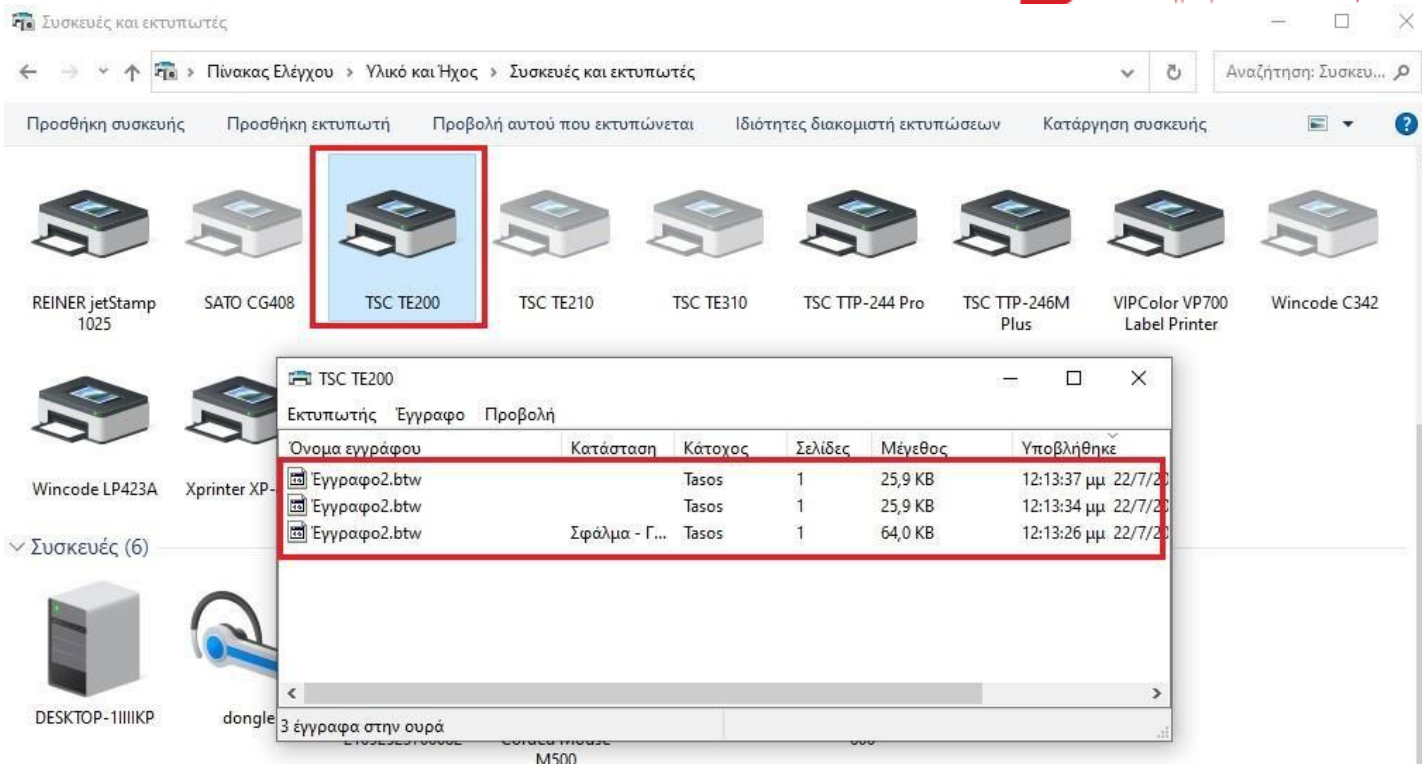 Συσκευές και εκτυπωτές
Πίνακας Ελέγχου > Υλικό και Ήχος > Συσκευές και εκτυπωτές
Αναζήτηση: Συσκευ...
Προσθήκη συσκευής Προσθήκη εκτυπωτή Προβολή αυτού που εκτυπώνεται Ιδιότητες διακομιστή εκτυπώσεων Κατάργηση συσκευής
REINER jetStamp 1025
SATO CG408
TSC TE200
TSC TE210
TSC TE310
TSC TTP-244 Pro
TSC TTP-246M Plus
VIPColor VP700 Label Printer
Wincode C342
Wincode LP423A
Xprinter XP-
TSC TE200
Εκτυπωτής Έγγραφο Προβολή
Όνομα εγγράφου Κατάσταση Κάτοχος Σελίδες Μέγεθος Υποβλήθηκε
Έγγραφο2.btw Tasos 1 25,9 KB 12:13:37 μμ 22/7/20
Έγγραφο2.btw Tasos 1 25,9 KB 12:13:34 μμ 22/7/20
Έγγραφο2.btw Σφάλμα - Γ... Tasos 1 64,0 KB 12:13:26 μμ 22/7/20
3 έγγραφα στην ουρά
Συσκευές (6)
DESKTOP-1IIIIKP
dongle
M500